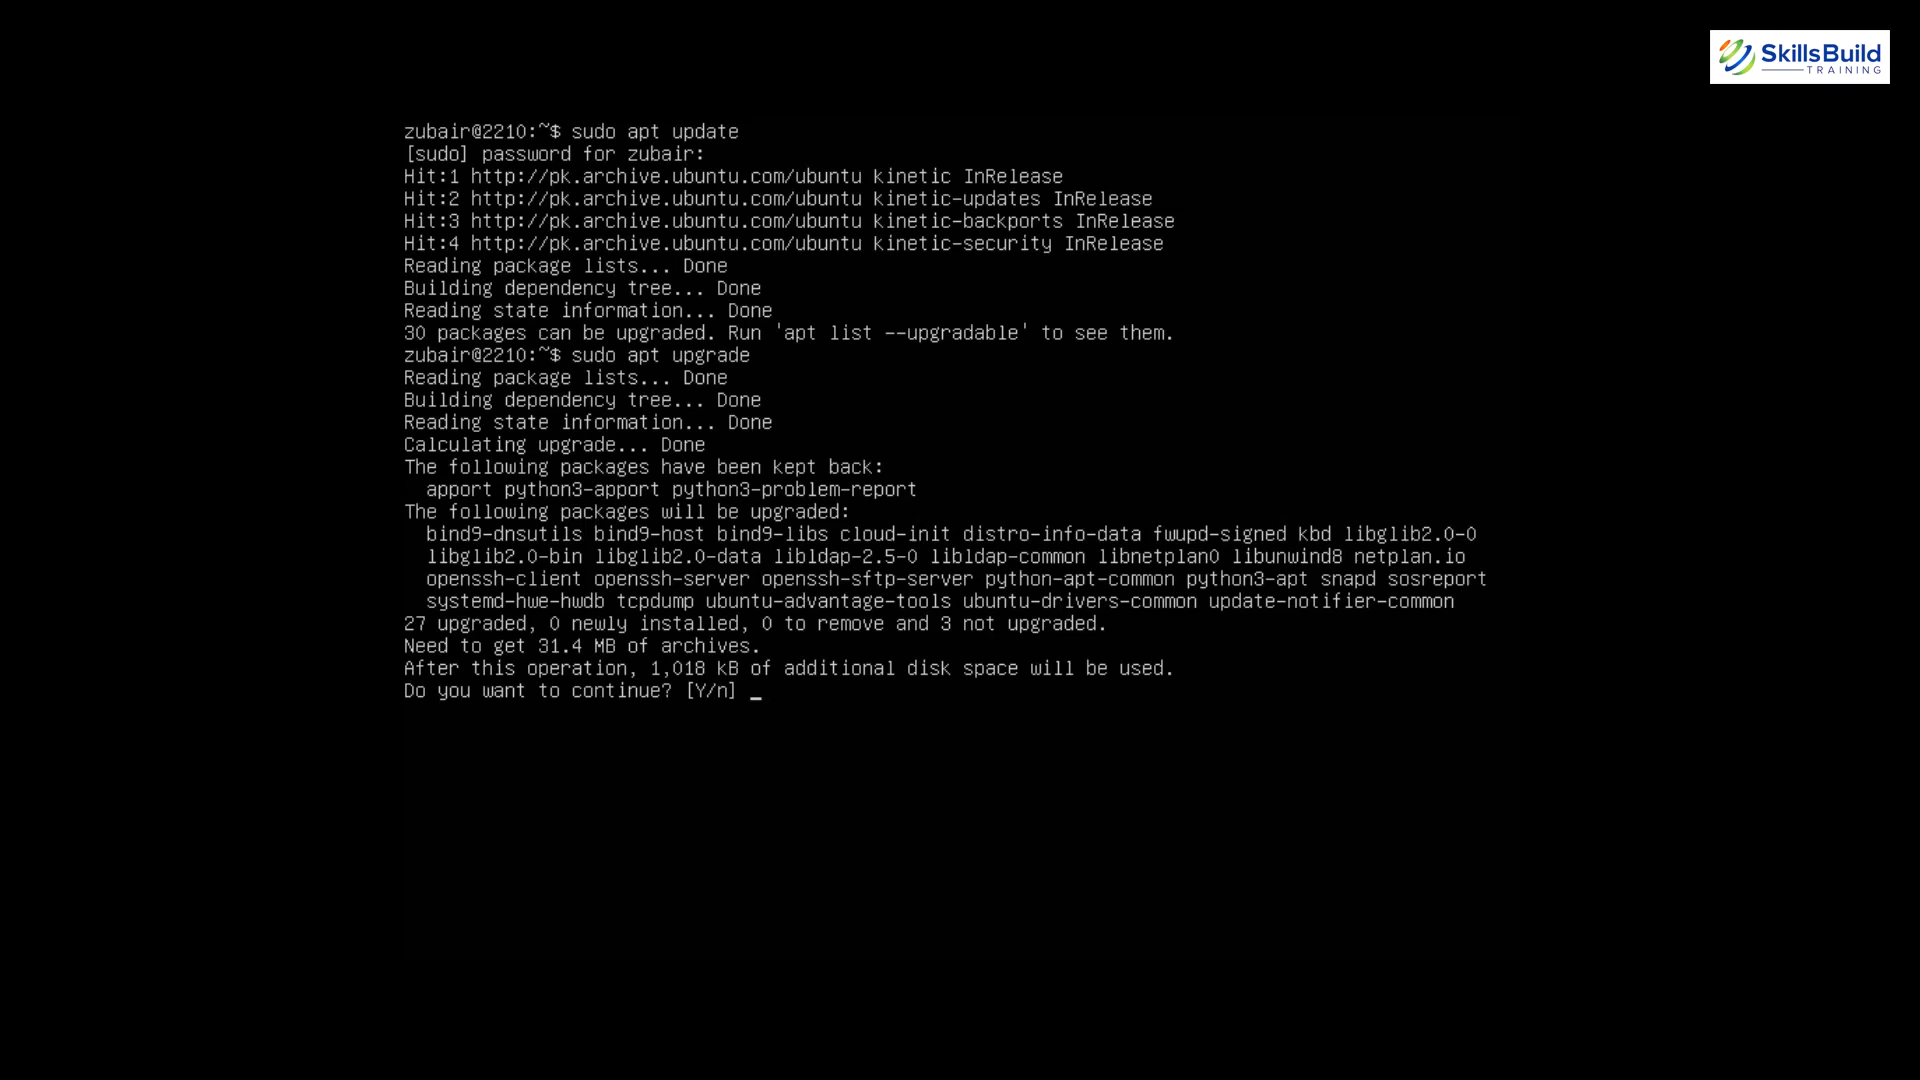 SkillsBuild
TRAINING
zubair@2210:~$ sudo apt update
[sudo] password for zubair:
Hit:1 http://pk.archive.ubuntu.com/ubuntu kinetic InRelease
Hit:2 http://pk.archive.ubuntu.com/ubuntu kinetic-updates InRelease
Hit:3 http://pk.archive.ubuntu.com/ubuntu kinetic-backports InRelease
Hit:4 http://pk.archive.ubuntu.com/ubuntu kinetic-security InRelease
Reading package lists... Done
Building dependency tree... Done
Reading state information... Done
30 packages can be upgraded. Run 'apt list --upgradable' to see them.
zubair@2210:~$ sudo apt upgrade
Reading package lists... Done
Building dependency tree... Done
Reading state information... Done
Calculating upgrade... Done
The following packages have been kept back:
  apport python3-apport python3-problem-report
The following packages will be upgraded:
  bind9-dnsutils bind9-host bind9-libs cloud-init distro-info-data fwupd-signed kbd libglib2.0-0
  libglib2.0-bin libglib2.0-data libldap-2.5-0 libldap-common libnetplan0 libunwind8 netplan.io
  openssh-client openssh-server openssh-sftp-server python-apt-common python3-apt snapd sosreport
  systemd-hwe-hwdb tcpdump ubuntu-advantage-tools ubuntu-drivers-common update-notifier-common
27 upgraded, 0 newly installed, 0 to remove and 3 not upgraded.
Need to get 31.4 MB of archives.
After this operation, 1,018 kB of additional disk space will be used.
Do you want to continue? [Y/n] _